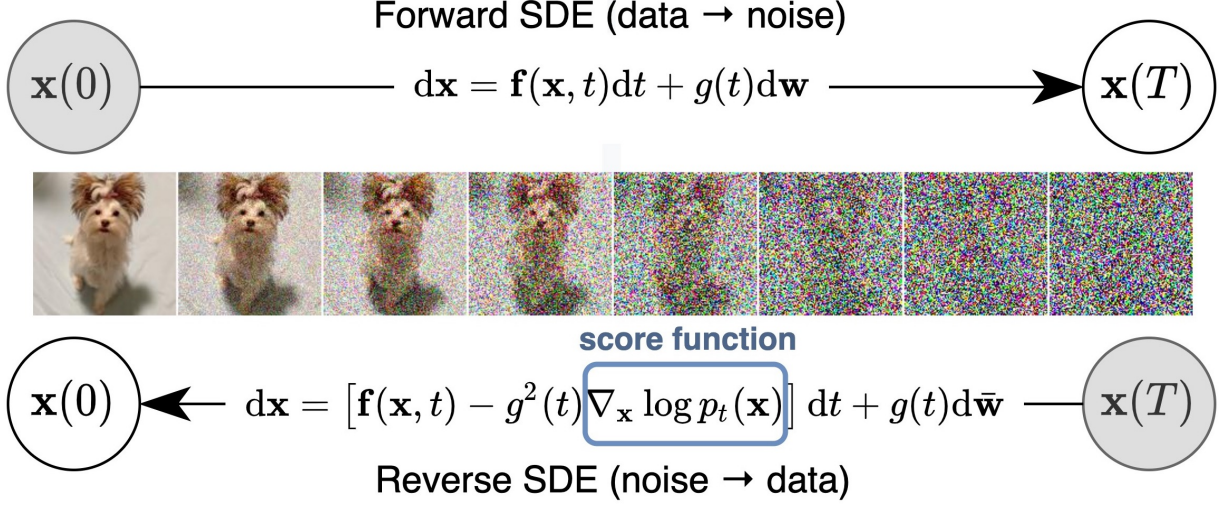 Forward SDE (data → noise)
x(0) dx = f(x, t)dt + g(t)dw x(T)
score function
x(0) dx = [f(x, t) − g²(t)∇ₓ log pₜ(x)] dt + g(t)dw̄ x(T)
Reverse SDE (noise → data)